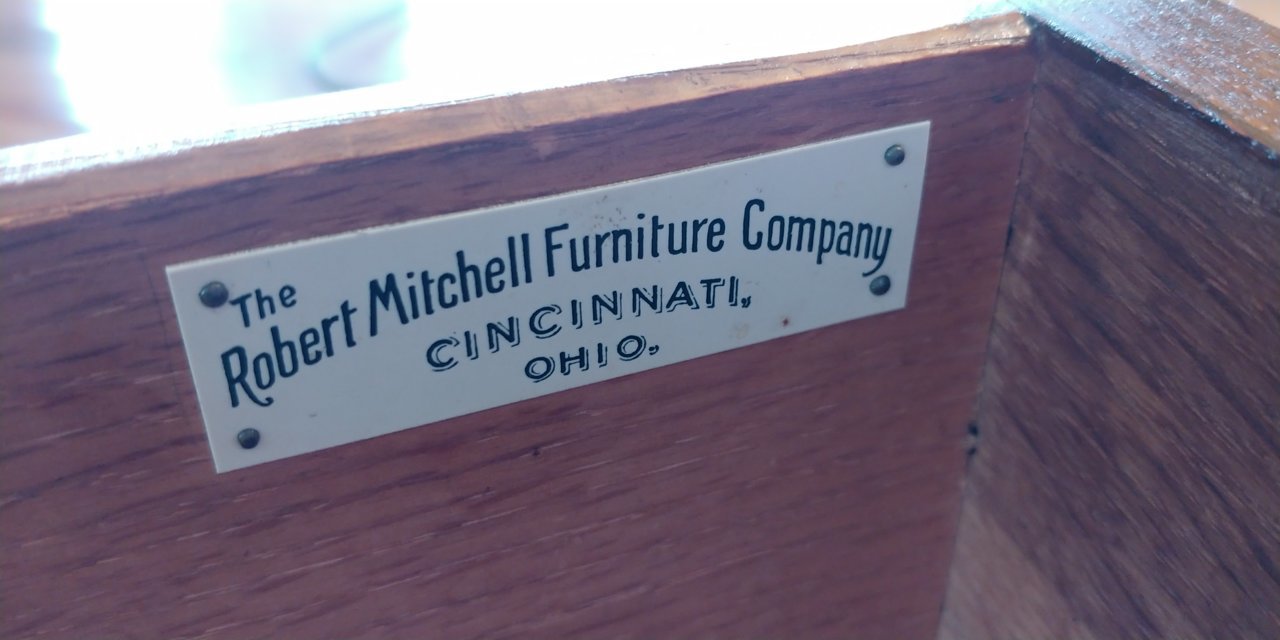 The
Robert Mitchell Furniture Company
CINCINNATI,
OHIO.